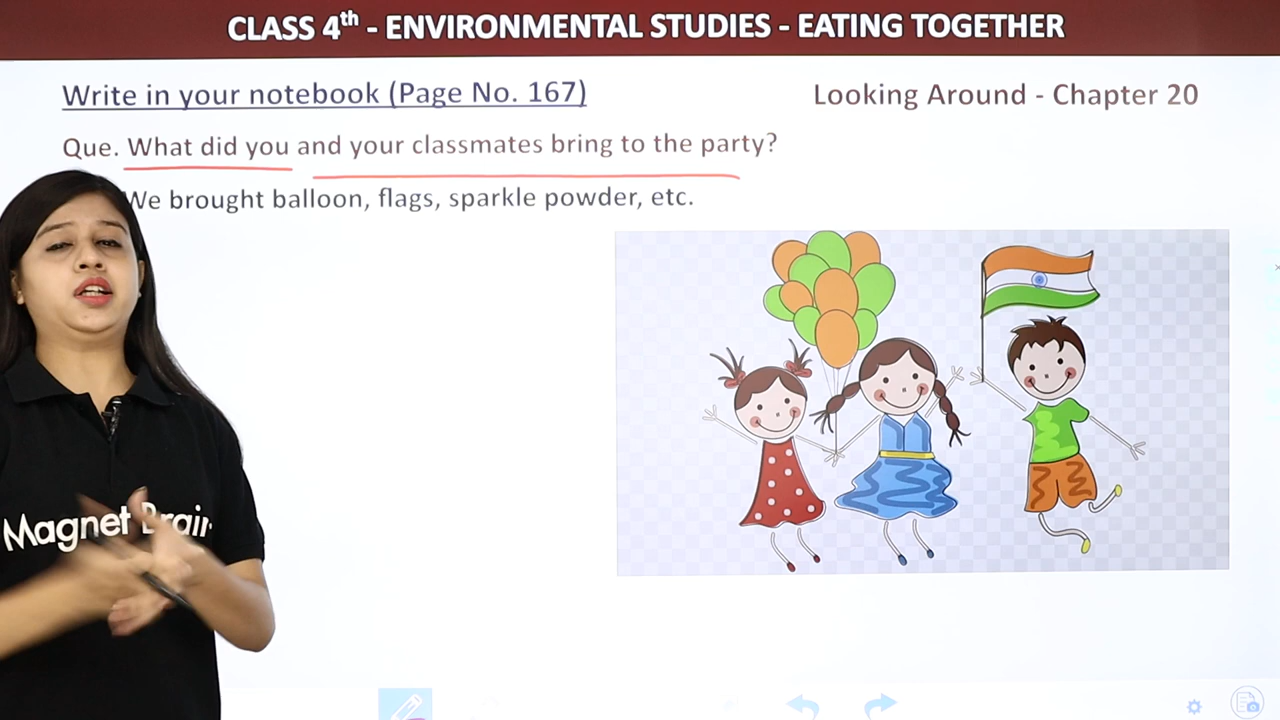 CLASS 4th - ENVIRONMENTAL STUDIES - EATING TOGETHER
Write in your notebook (Page No. 167)
Looking Around - Chapter 20
Que. What did you and your classmates bring to the party?
We brought balloon, flags, sparkle powder, etc.
Magnet Brain